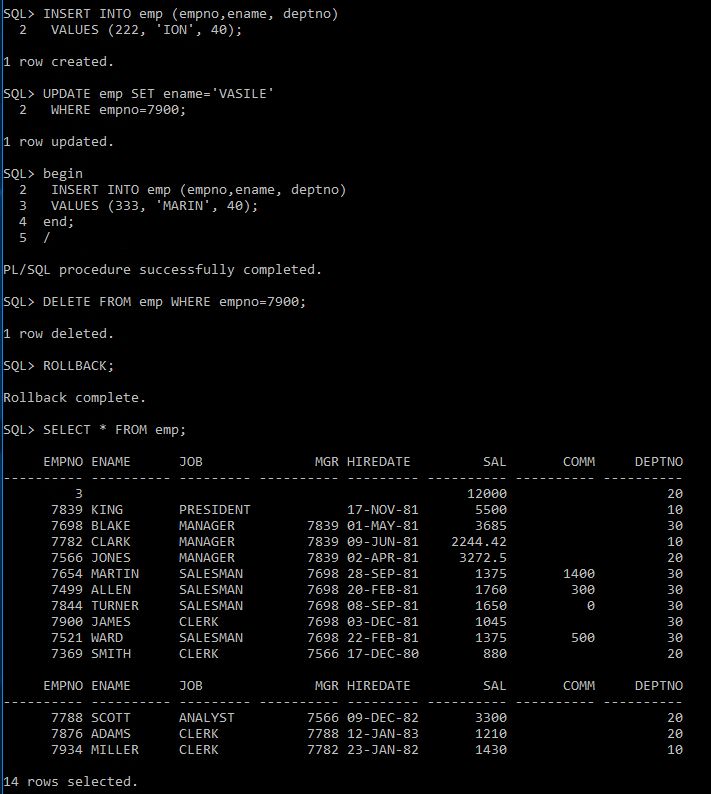 SQL> INSERT INTO emp (empno,ename, deptno)
  2   VALUES (222, 'ION', 40);
1 row created.
SQL> UPDATE emp SET ename='VASILE'
  2   WHERE empno=7900;
1 row updated.
SQL> begin
  2   INSERT INTO emp (empno,ename, deptno)
  3   VALUES (333, 'MARIN', 40);
  4  end;
  5  /
PL/SQL procedure successfully completed.
SQL> DELETE FROM emp WHERE empno=7900;
1 row deleted.
SQL> ROLLBACK;
Rollback complete.
SQL> SELECT * FROM emp;
     EMPNO ENAME      JOB              MGR HIREDATE         SAL       COMM     DEPTNO
---------- ---------- --------- ---------- --------- ---------- ---------- ----------
         3                                                12000                    20
      7839 KING       PRESIDENT            17-NOV-81       5500                    10
      7698 BLAKE      MANAGER         7839 01-MAY-81       3685                    30
      7782 CLARK      MANAGER         7839 09-JUN-81    2244.42                    10
      7566 JONES      MANAGER         7839 02-APR-81     3272.5                    20
      7654 MARTIN     SALESMAN        7698 28-SEP-81       1375       1400         30
      7499 ALLEN      SALESMAN        7698 20-FEB-81       1760        300         30
      7844 TURNER     SALESMAN        7698 08-SEP-81       1650          0         30
      7900 JAMES      CLERK           7698 03-DEC-81       1045                    30
      7521 WARD       SALESMAN        7698 22-FEB-81       1375        500         30
      7369 SMITH      CLERK           7566 17-DEC-80        880                    20
     EMPNO ENAME      JOB              MGR HIREDATE         SAL       COMM     DEPTNO
---------- ---------- --------- ---------- --------- ---------- ---------- ----------
      7788 SCOTT      ANALYST         7566 09-DEC-82       3300                    20
      7876 ADAMS      CLERK           7788 12-JAN-83       1210                    20
      7934 MILLER     CLERK           7782 23-JAN-82       1430                    10
14 rows selected.